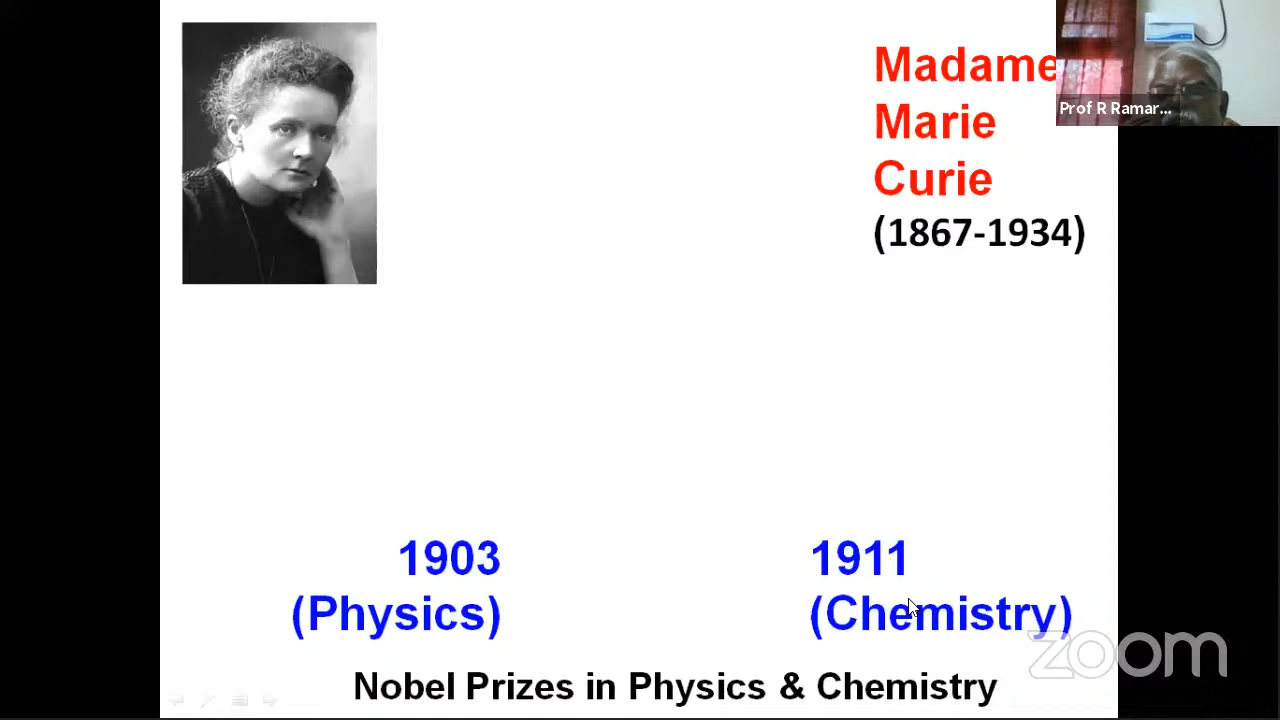 Madame
Marie
Curie
(1867-1934)
Prof R Ramar...
1903
(Physics)
1911
(Chemistry)
zoom
Nobel Prizes in Physics & Chemistry